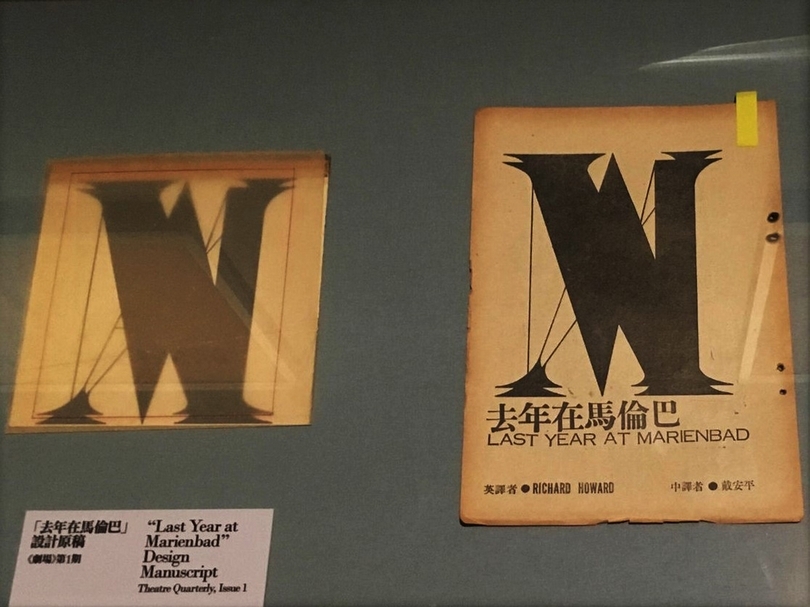 去年在馬倫巴
LAST YEAR AT MARIENBAD
英譯者●RICHARD HOWARD 中譯者●戴安平
「去年在馬倫巴」
設計原稿
《劇場》第1期
“Last Year at
Marienbad”
Design
Manuscript
Theatre Quarterly, Issue 1